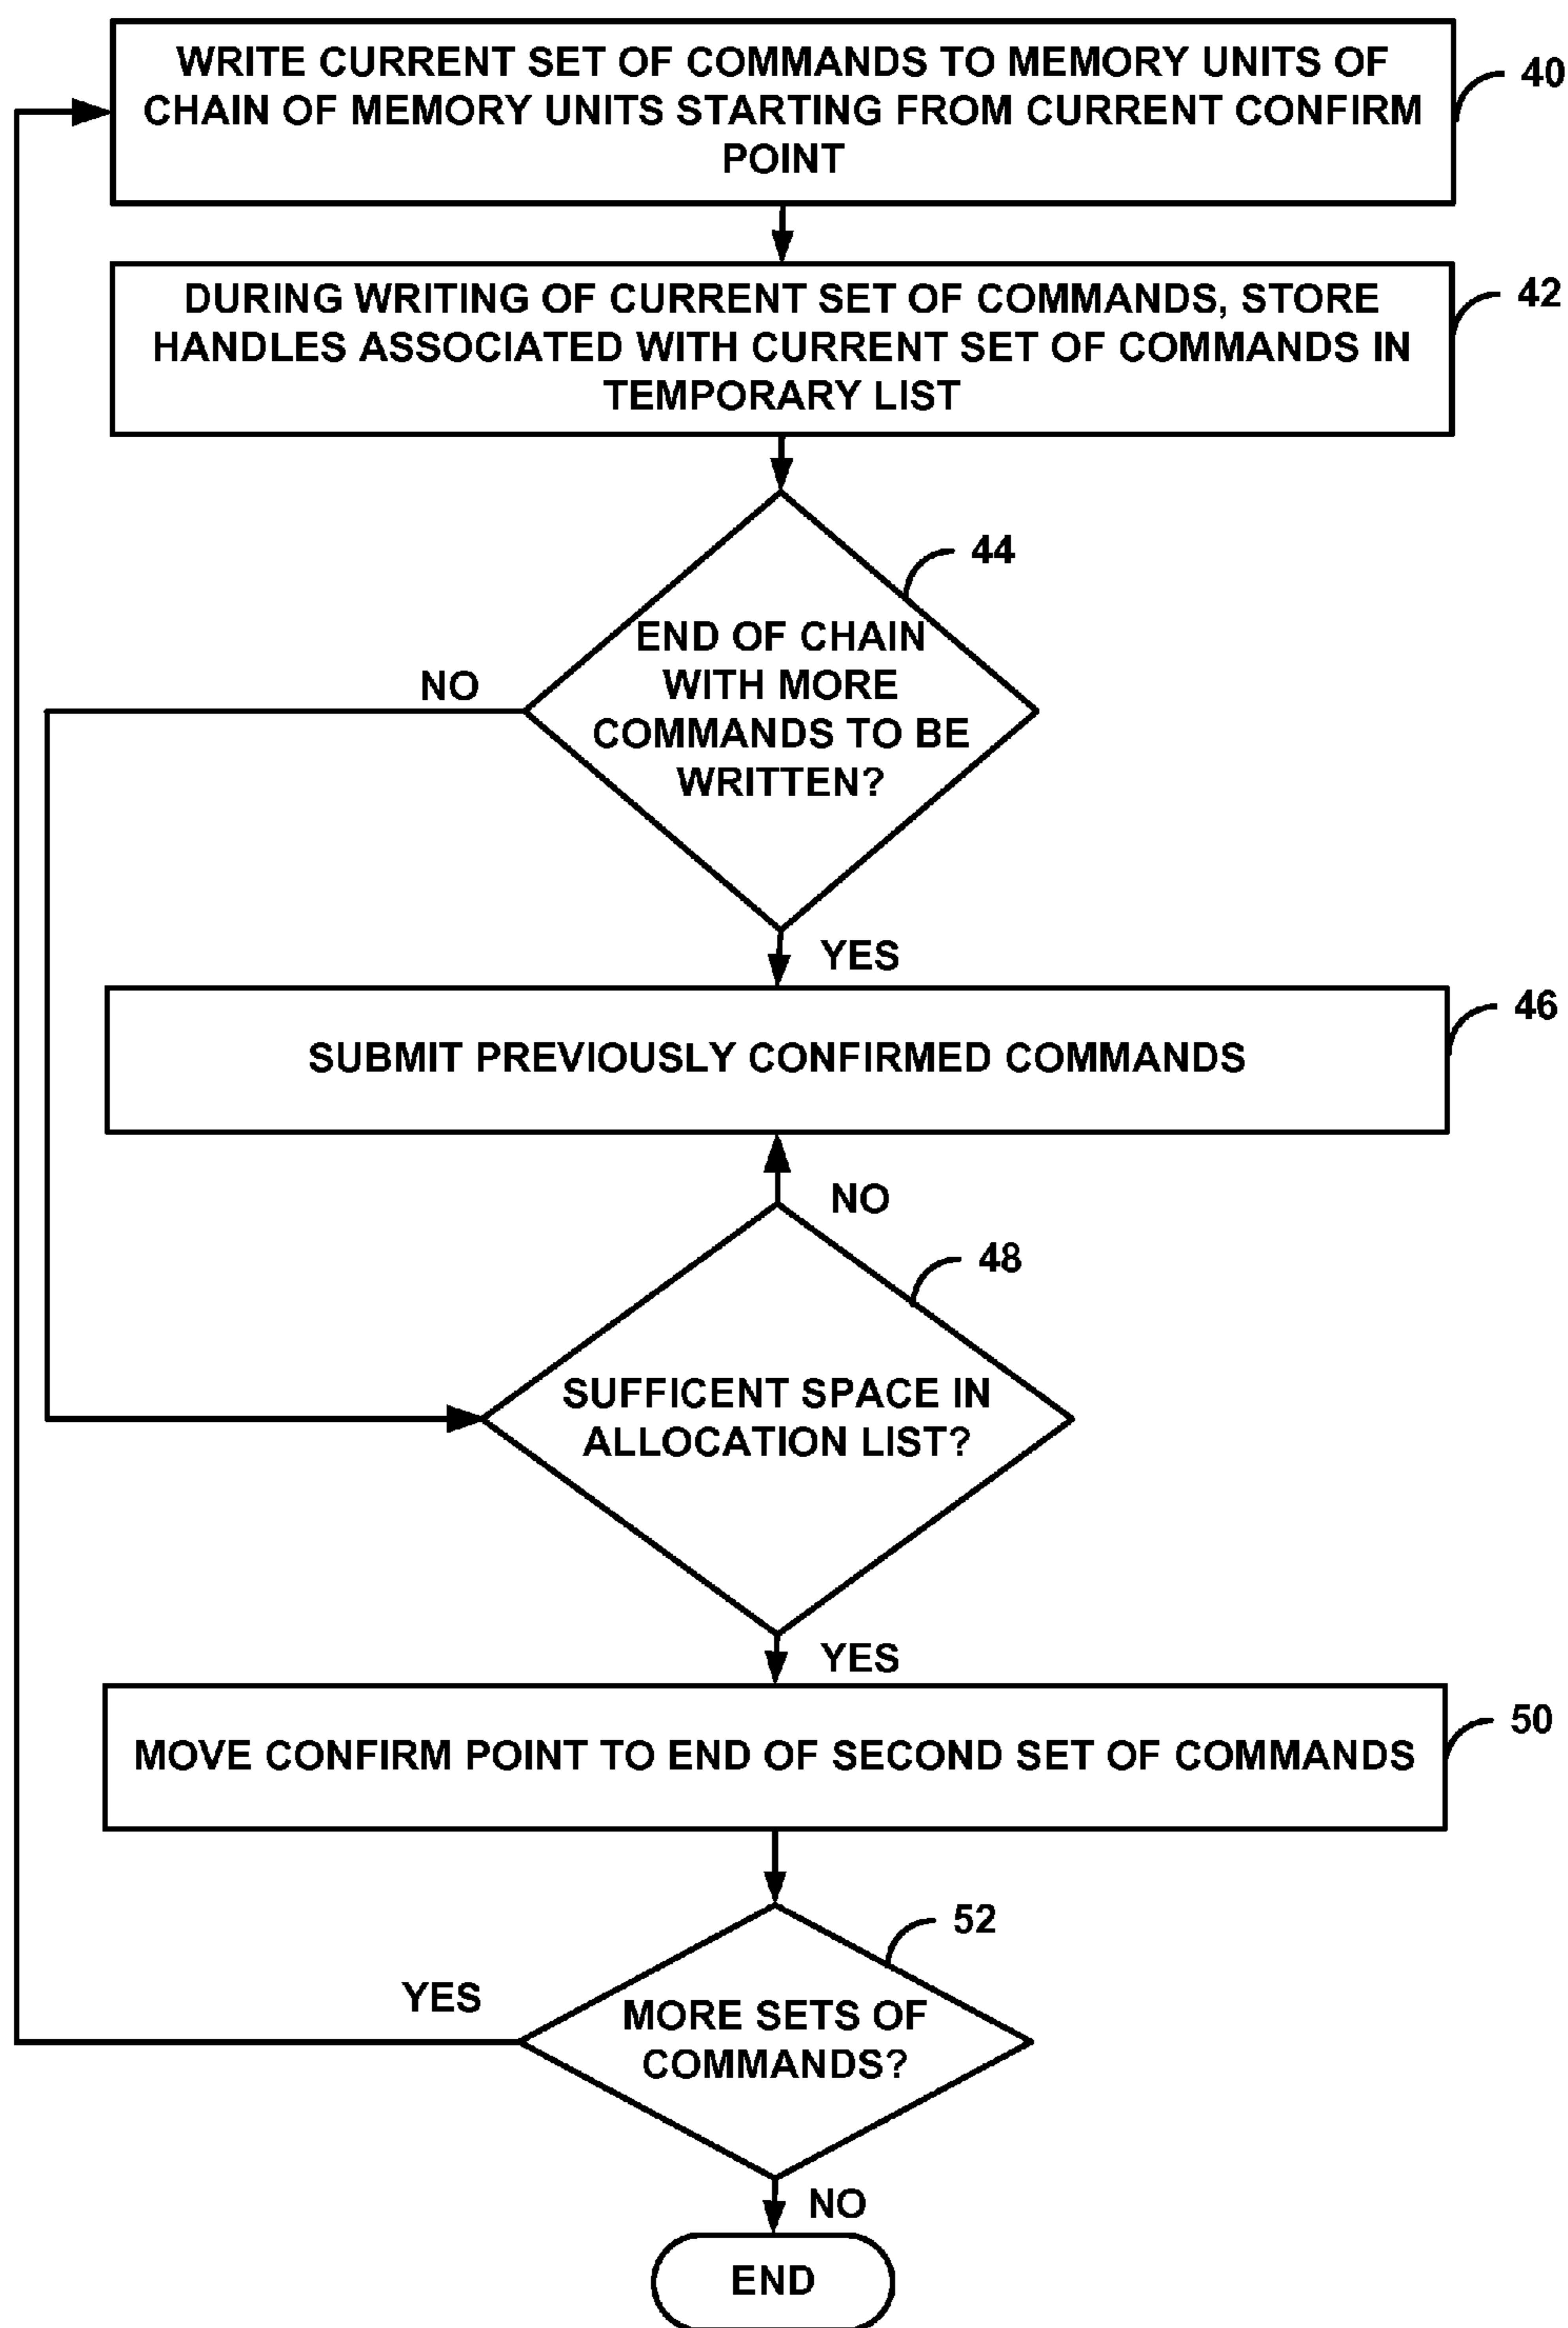 WRITE CURRENT SET OF COMMANDS TO MEMORY UNITS OF
CHAIN OF MEMORY UNITS STARTING FROM CURRENT CONFIRM
POINT
40
DURING WRITING OF CURRENT SET OF COMMANDS, STORE
HANDLES ASSOCIATED WITH CURRENT SET OF COMMANDS IN
TEMPORARY LIST
42
44
END OF CHAIN
WITH MORE
COMMANDS TO BE
WRITTEN?
NO
YES
46
SUBMIT PREVIOUSLY CONFIRMED COMMANDS
NO
48
SUFFICENT SPACE IN
ALLOCATION LIST?
YES
50
MOVE CONFIRM POINT TO END OF SECOND SET OF COMMANDS
52
YES
MORE SETS OF
COMMANDS?
NO
END